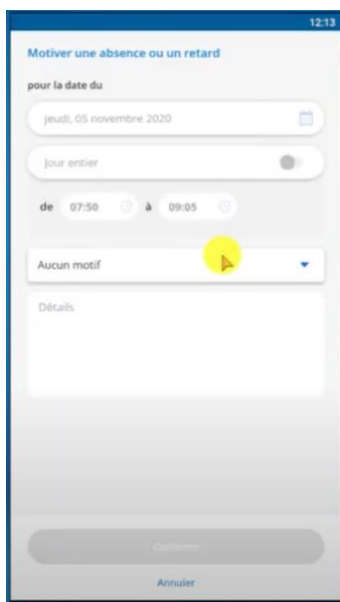 12:13
Motiver une absence ou un retard
pour la date du
jeudi, 05 novembre 2020
Jour entier
de 07:50 à 09:05
Aucun motif
Détails
Confirmer
Annuler